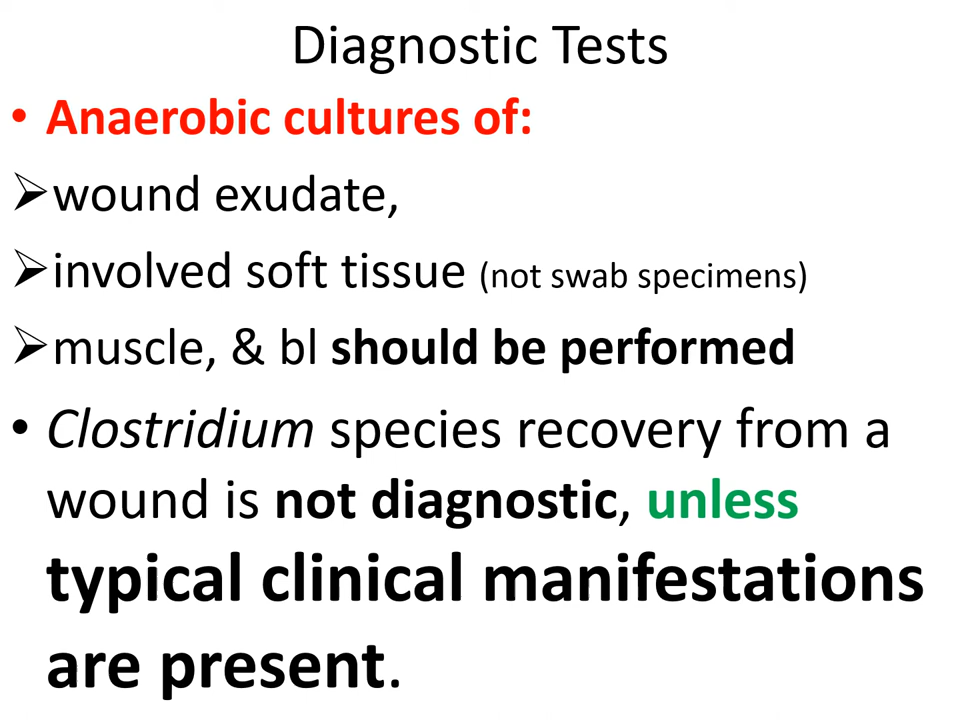 Diagnostic Tests
• Anaerobic cultures of:
➢wound exudate,
➢involved soft tissue (not swab specimens)
➢muscle, & bl should be performed
• Clostridium species recovery from a
wound is not diagnostic, unless
typical clinical manifestations
are present.